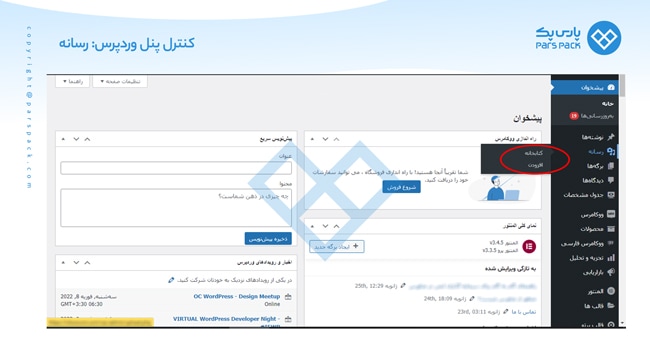 پارس پک
PARS PACK
کنترل پنل وردپرس: رسانه
copyright@parspack.com
تنظیمات صفحه
راهنما
پیشخوان
خانه
به‌روزرسانی‌ها 19
نوشته‌ها
رسانه
کتابخانه
افزودن
برگه‌ها
دیدگاه‌ها
جدول مشخصات
ووکامرس
محصولات
ووکامرس فارسی
تجزیه و تحلیل
بازاریابی
المنتور
قالب ها
پیشخوان
راه اندازی ووکامرس
شما تقریباً آنجا هستید! با راه اندازی فروشگاه ، می توانید سفارشات
خود را دریافت کنید.
شروع فروش
نمای کلی المنتور
المنتور v3.4.5
المنتور پرو v3.3.5
ایجاد برگه جدید
به تازگی ویرایش شده
ژانویه 25th, 12:29
ژانویه 24th, 18:09
تماس با ما
ژانویه 23rd, 03:11
پیش‌نویس سریع
عنوان
محتوا
چه چیزی در ذهن شماست؟
ذخیره پیش‌نویس
اخبار و رویدادهای وردپرس
در یکی از رویدادهای نزدیک به خودتان شرکت کنید.
OC WordPress - Design Meetup
Online
سه‌شنبه, فوریه 8, 2022
6:30 3:30+GMT
VIRTUAL WordPress Developer Night -